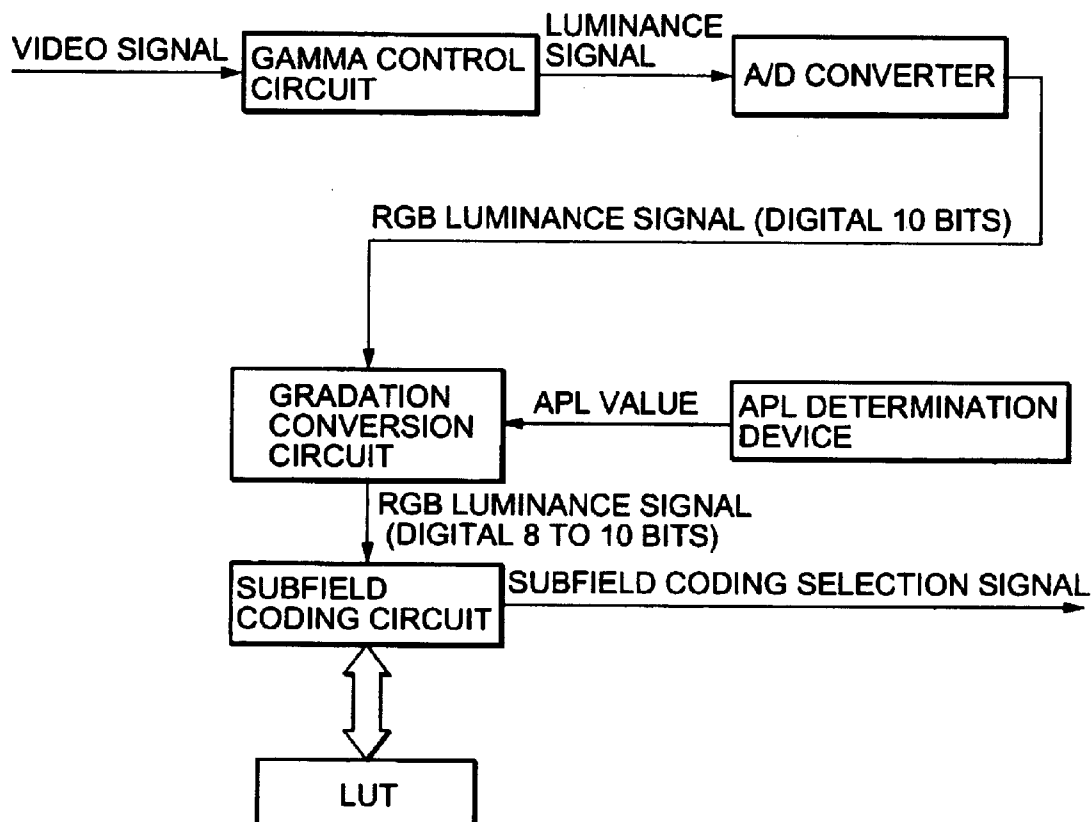 VIDEO SIGNAL
GAMMA CONTROL
CIRCUIT
LUMINANCE
SIGNAL
A/D CONVERTER
RGB LUMINANCE SIGNAL (DIGITAL 10 BITS)
GRADATION
CONVERSION
CIRCUIT
APL VALUE
APL DETERMINATION
DEVICE
RGB LUMINANCE SIGNAL
(DIGITAL 8 TO 10 BITS)
SUBFIELD
CODING CIRCUIT
SUBFIELD CODING SELECTION SIGNAL
LUT